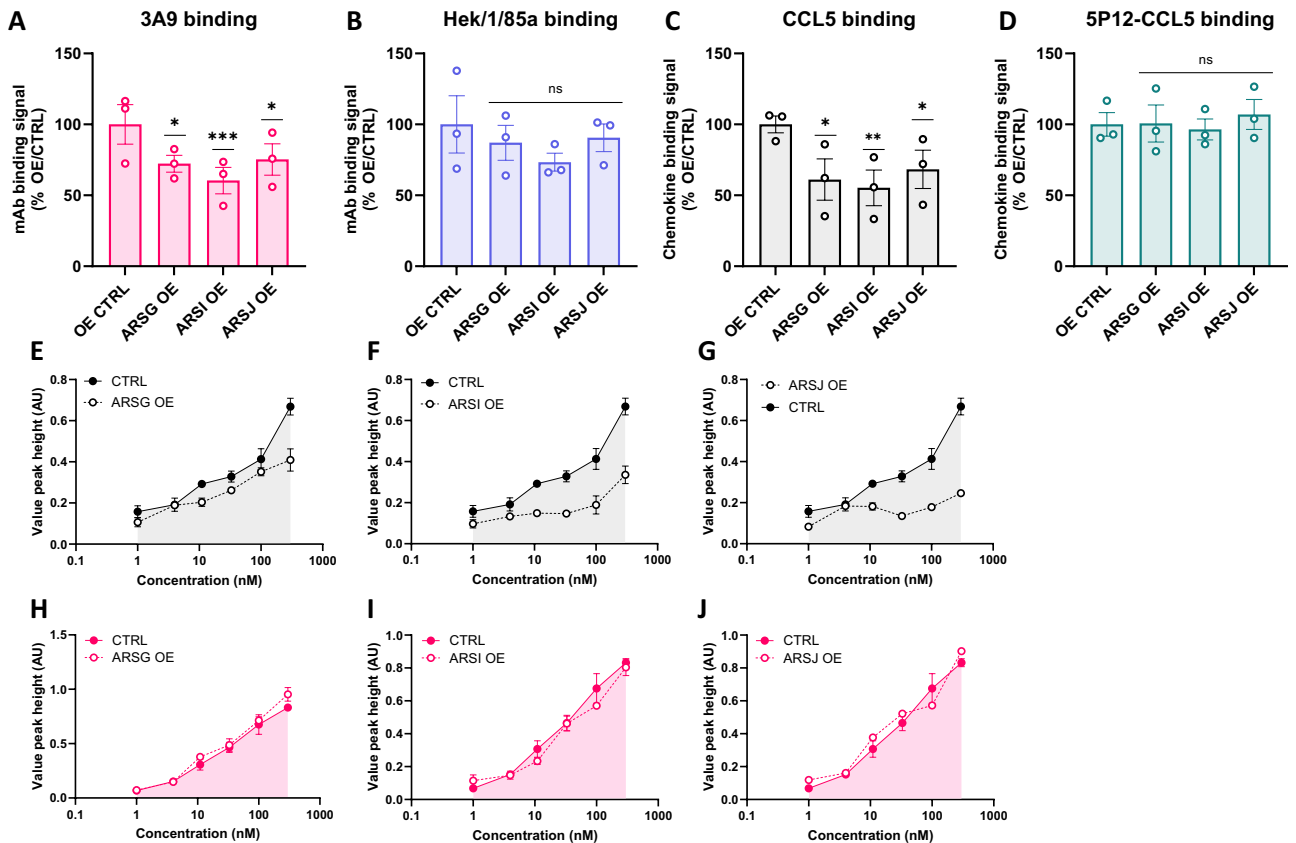 A
3A9 binding
mAb binding signal
(% OE/CTRL)
150
100
50
0
*
***
*
OE CTRL
ARSG OE
ARSI OE
ARSJ OE
B
Hek/1/85a binding
mAb binding signal
(% OE/CTRL)
150
100
50
0
ns
OE CTRL
ARSG OE
ARSI OE
ARSJ OE
C
CCL5 binding
Chemokine binding signal
(% OE/CTRL)
150
100
50
0
*
**
*
OE CTRL
ARSG OE
ARSI OE
ARSJ OE
D
5P12-CCL5 binding
Chemokine binding signal
(% OE/CTRL)
150
100
50
0
ns
OE CTRL
ARSG OE
ARSI OE
ARSJ OE
E
CTRL
ARSG OE
Value peak height (AU)
0.8
0.6
0.4
0.2
0.0
0.1
1
10
100
1000
Concentration (nM)
F
CTRL
ARSI OE
Value peak height (AU)
0.8
0.6
0.4
0.2
0.0
0.1
1
10
100
1000
Concentration (nM)
G
ARSJ OE
CTRL
Value peak height (AU)
0.8
0.6
0.4
0.2
0.0
0.1
1
10
100
1000
Concentration (nM)
H
CTRL
ARSG OE
Value peak height (AU)
1.5
1.0
0.5
0.0
0.1
1
10
100
1000
Concentration (nM)
I
CTRL
ARSI OE
Value peak height (AU)
1.0
0.8
0.6
0.4
0.2
0.0
0.1
1
10
100
1000
Concentration (nM)
J
CTRL
ARSJ OE
Value peak height (AU)
1.0
0.8
0.6
0.4
0.2
0.0
0.1
1
10
100
1000
Concentration (nM)